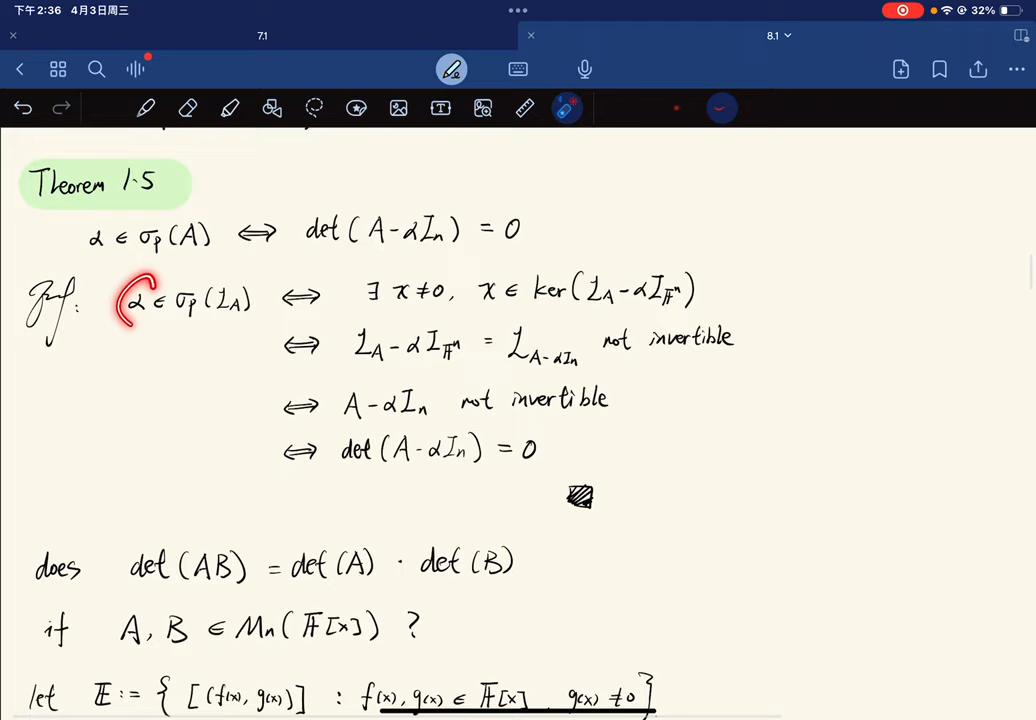 下午2:36 4月3日周三 32%
7.1 8.1
Theorem 1.5
α ∈ σp(A) ⟺ det(A-αIn) = 0
Pruf: α ∈ σp(LA) ⟺ ∃ x≠0, x ∈ ker(LA-αI𝔽ⁿ)
⟺ LA-αI𝔽ⁿ = LA-αIn not invertible
⟺ A-αIn not invertible
⟺ det(A-αIn) = 0
does det(AB) = det(A) · det(B)
if A, B ∈ Mn(𝔽[x]) ?
let 𝔼 := { [(f(x), g(x))] : f(x), g(x) ∈ 𝔽[x], g(x) ≠0}